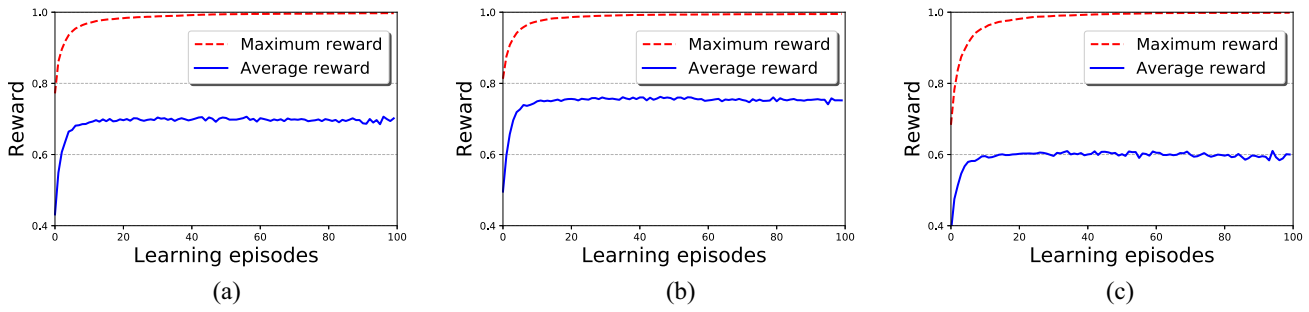 1.0
0.8
0.6
0.4
Reward
Maximum reward
Average reward
0 20 40 60 80 100
Learning episodes
(a)
1.0
0.8
0.6
0.4
Reward
Maximum reward
Average reward
0 20 40 60 80 100
Learning episodes
(b)
1.0
0.8
0.6
0.4
Reward
Maximum reward
Average reward
0 20 40 60 80 100
Learning episodes
(c)